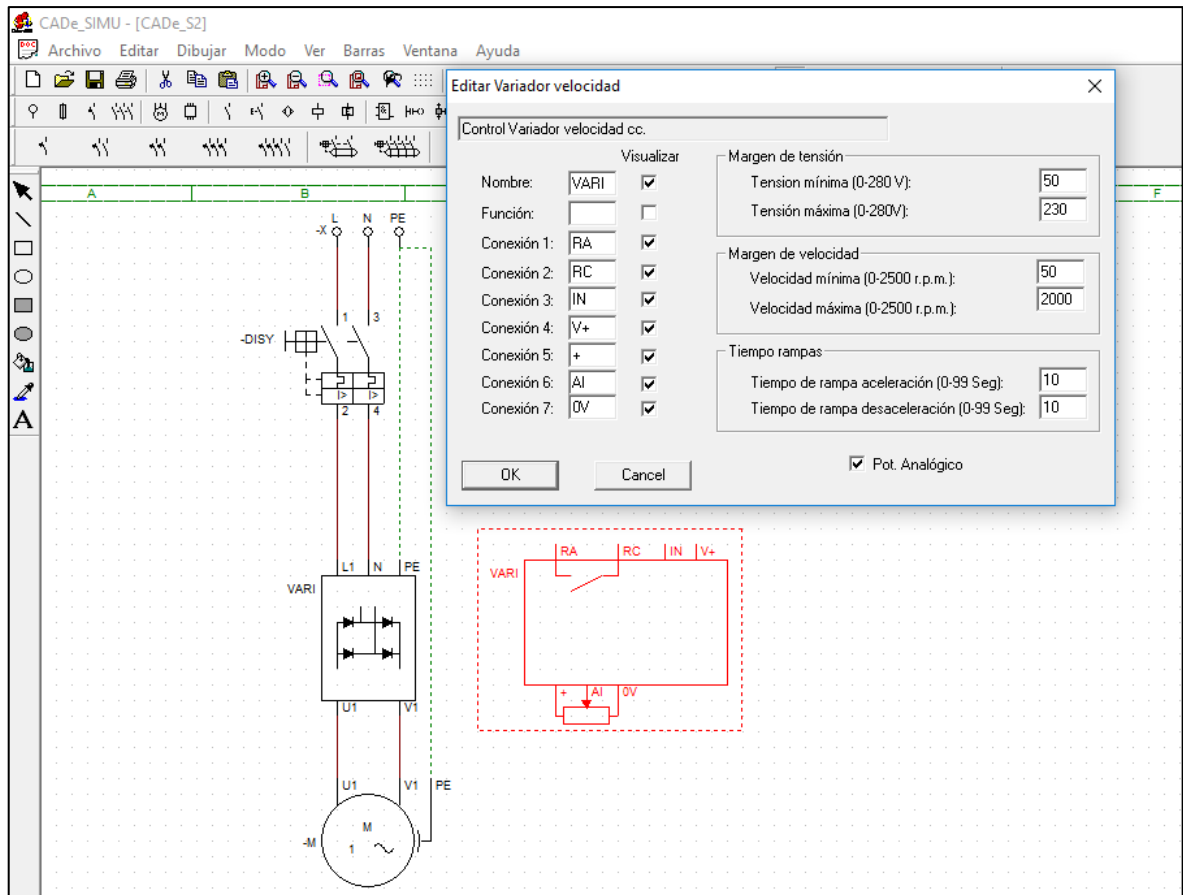 CADe_SIMU - [CADe_S2]
DOC Archivo Editar Dibujar Modo Ver Barras Ventana Ayuda
Editar Variador velocidad
Control Variador velocidad cc.
Visualizar
Nombre: VARI
Función:
Conexión 1: RA
Conexión 2: RC
Conexión 3: IN
Conexión 4: V+
Conexión 5: +
Conexión 6: AI
Conexión 7: 0V
Margen de tensión
Tension mínima (0-280 V): 50
Tensión máxima (0-280V): 230
Margen de velocidad
Velocidad mínima (0-2500 r.p.m.): 50
Velocidad máxima (0-2500 r.p.m.): 2000
Tiempo rampas
Tiempo de rampa aceleración (0-99 Seg): 10
Tiempo de rampa desaceleración (0-99 Seg): 10
Pot. Analógico
OK Cancel
A B F
L N PE
-X
1 3
-DISY
I> I>
2 4
L1 N PE
VARI
U1 V1
U1 V1 PE
-M
M
1
RA RC IN V+
VARI
+ AI 0V
A